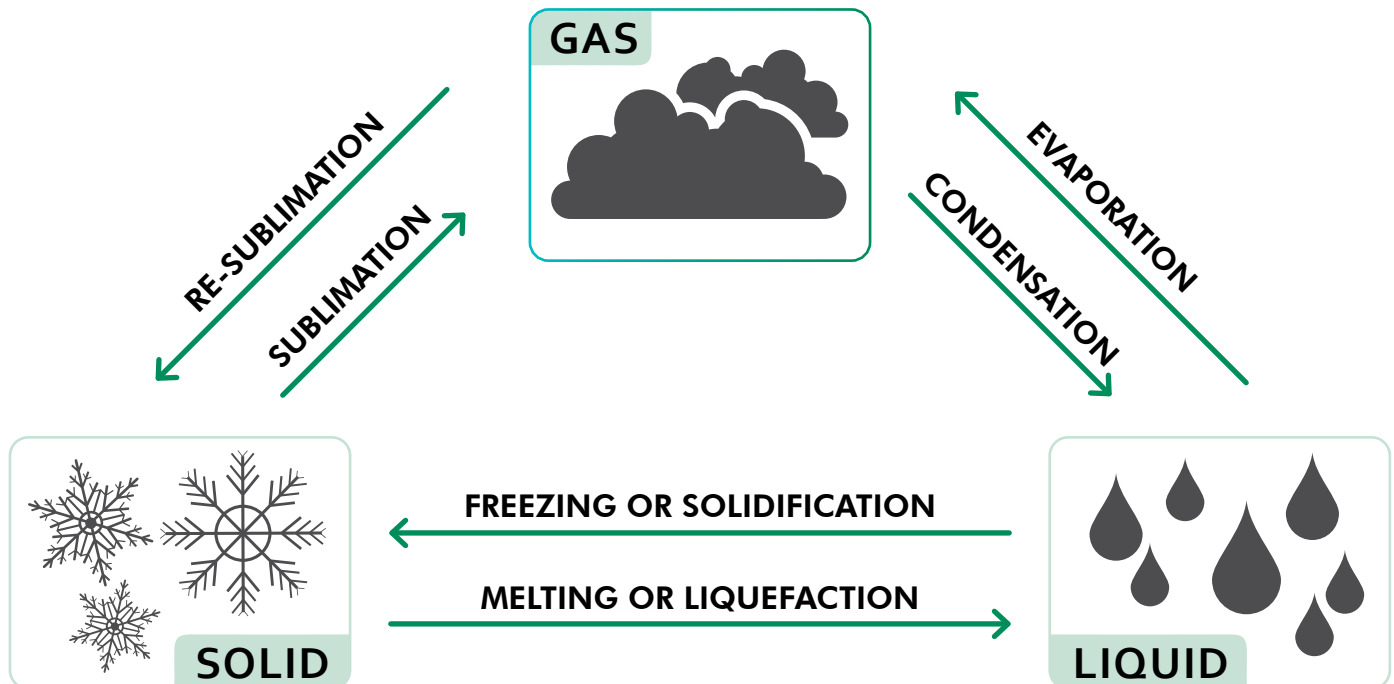 GAS
RE-SUBLIMATION
SUBLIMATION
CONDENSATION
EVAPORATION
FREEZING OR SOLIDIFICATION
MELTING OR LIQUEFACTION
SOLID
LIQUID